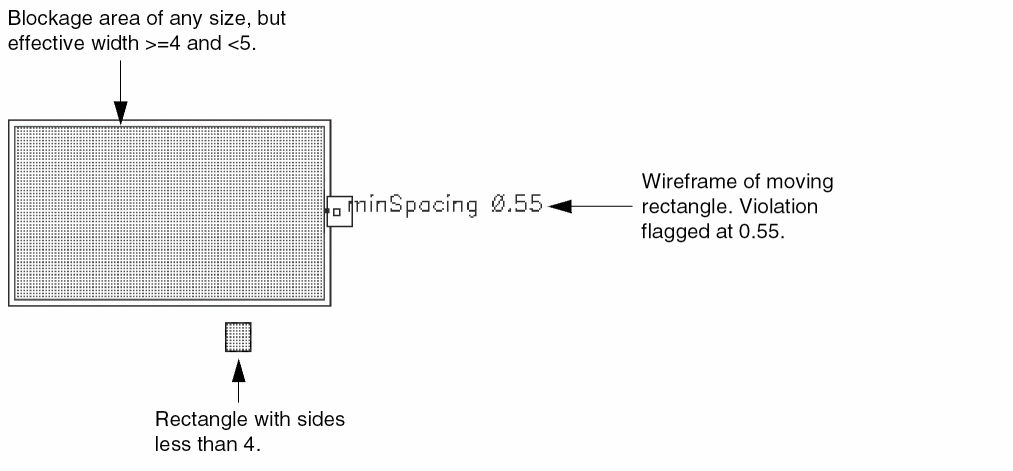 Blockage area of any size, but
effective width >=4 and <5.
minSpacing 0.55
Wireframe of moving
rectangle. Violation
flagged at 0.55.
Rectangle with sides
less than 4.